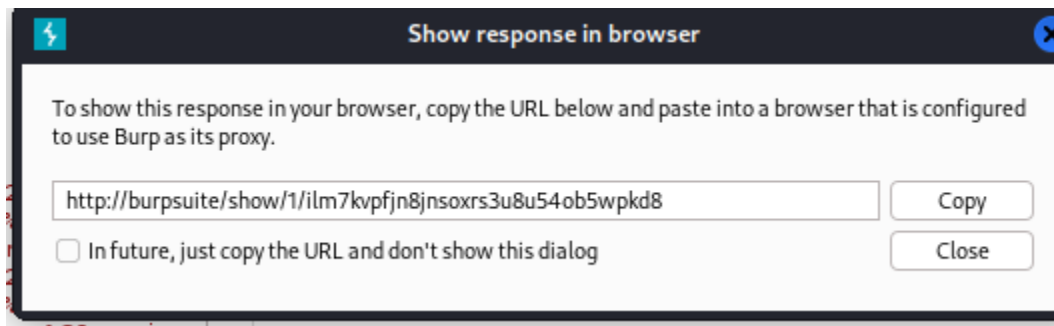 Show response in browser
To show this response in your browser, copy the URL below and paste into a browser that is configured
to use Burp as its proxy.
http://burpsuite/show/1/ilm7kvpfjn8jnsoxrs3u8u54ob5wpkd8
Copy
In future, just copy the URL and don't show this dialog
Close